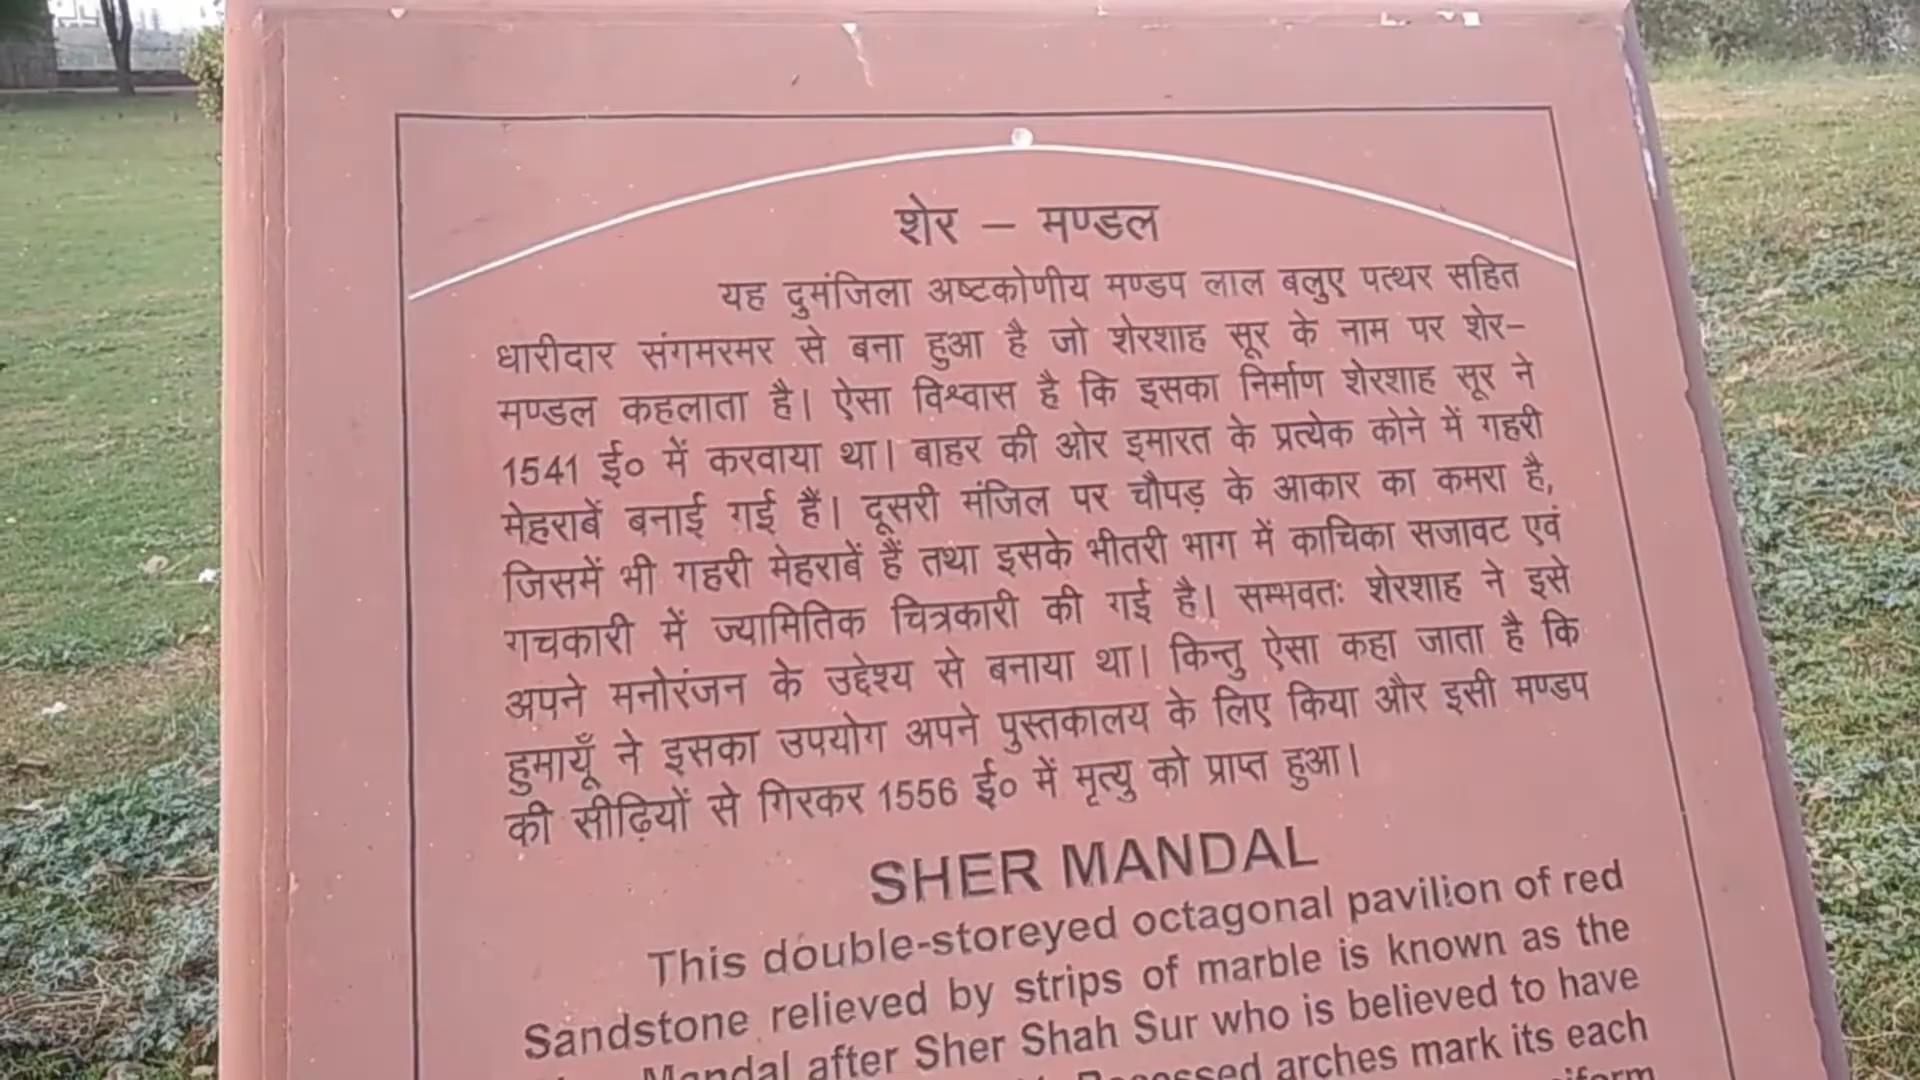 शेर – मण्डल
यह दुमंजिला अष्टकोणीय मण्डप लाल बलुए पत्थर सहित
धारीदार संगमरमर से बना हुआ है जो शेरशाह सूर के नाम पर शेर–
मण्डल कहलाता है। ऐसा विश्वास है कि इसका निर्माण शेरशाह सूर ने
1541 ई० में करवाया था। बाहर की ओर इमारत के प्रत्येक कोने में गहरी
मेहराबें बनाई गई हैं। दूसरी मंजिल पर चौपड़ के आकार का कमरा है,
जिसमें भी गहरी मेहराबें हैं तथा इसके भीतरी भाग में काचिका सजावट एवं
गचकारी में ज्यामितिक चित्रकारी की गई है। सम्भवतः शेरशाह ने इसे
अपने मनोरंजन के उद्देश्य से बनाया था। किन्तु ऐसा कहा जाता है कि
हुमायूँ ने इसका उपयोग अपने पुस्तकालय के लिए किया और इसी मण्डप
की सीढ़ियों से गिरकर 1556 ई० में मृत्यु को प्राप्त हुआ।
SHER MANDAL
This double-storeyed octagonal pavilion of red
Sandstone relieved by strips of marble is known as the
Mandal after Sher Shah Sur who is believed to have
arches mark its each